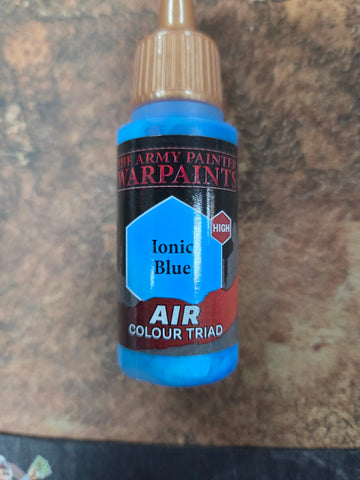 THE ARMY PAINTER
WARPAINTS
HIGH
Ionic
Blue
AIR
COLOUR TRIAD